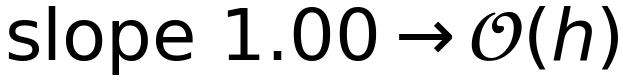 slope 1.00 → 𝒪(h)